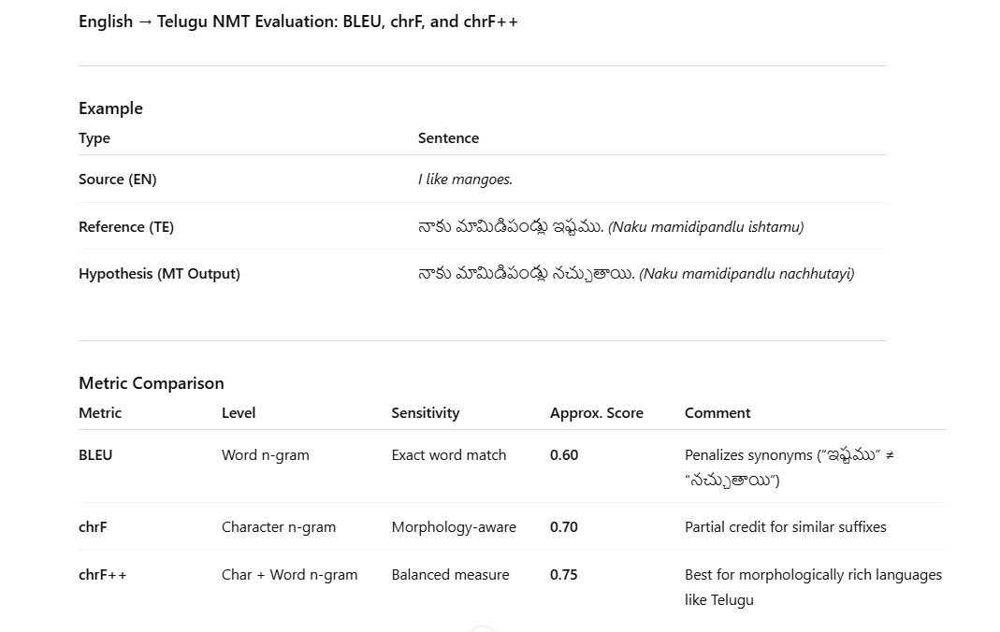 English → Telugu NMT Evaluation: BLEU, chrF, and chrF++
Example
Type Sentence
Source (EN) I like mangoes.
Reference (TE) నాకు మామిడిపండ్లు ఇష్టము. (Naku mamidipandlu ishtamu)
Hypothesis (MT Output) నాకు మామిడిపండ్లు నచ్చుతాయి. (Naku mamidipandlu nachhutayi)
Metric Comparison
Metric Level Sensitivity Approx. Score Comment
BLEU Word n-gram Exact word match 0.60 Penalizes synonyms (“ఇష్టము” ≠
“నచ్చుతాయి”)
chrF Character n-gram Morphology-aware 0.70 Partial credit for similar suffixes
chrF++ Char + Word n-gram Balanced measure 0.75 Best for morphologically rich languages
like Telugu